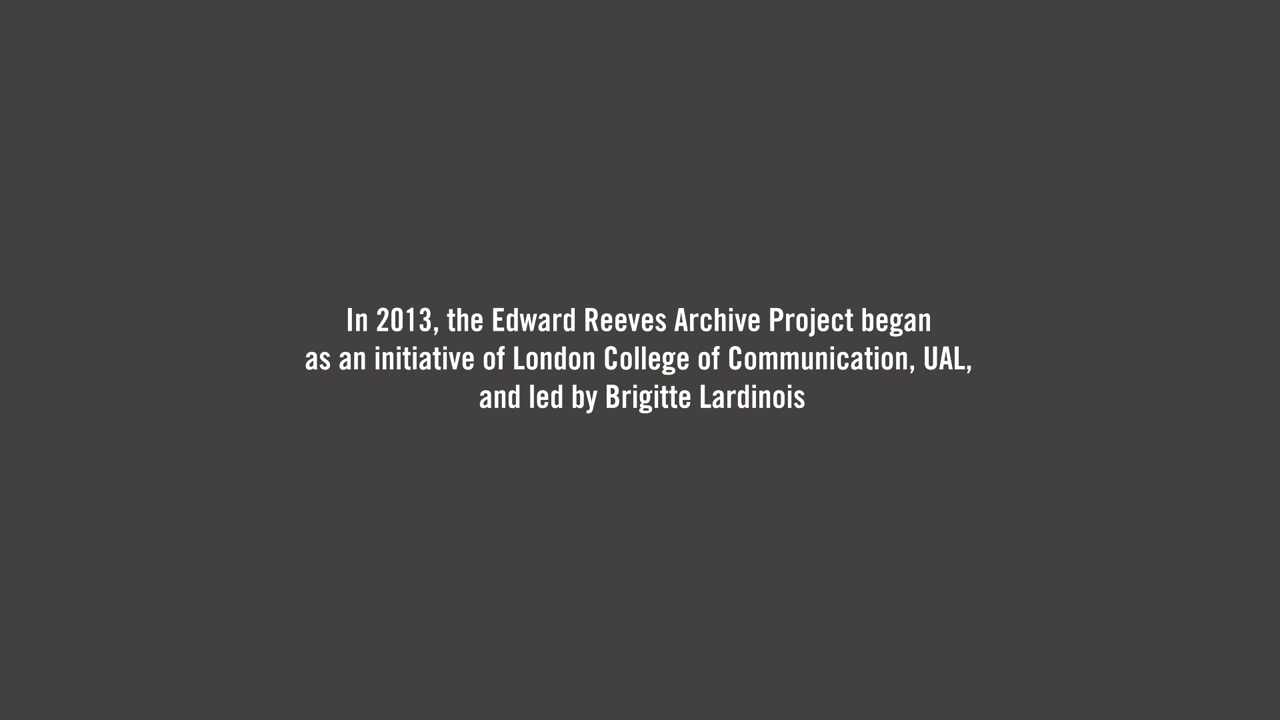 In 2013, the Edward Reeves Archive Project began
as an initiative of London College of Communication, UAL,
and led by Brigitte Lardinois